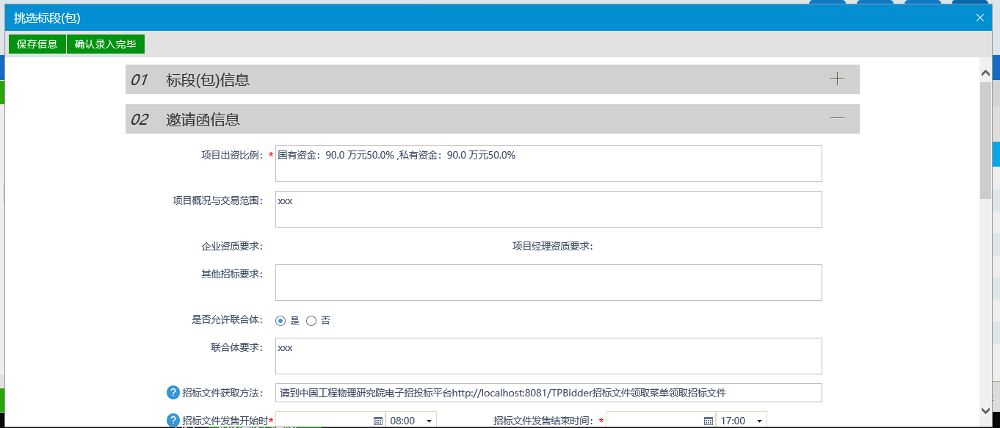 挑选标段(包)
保存信息 确认录入完毕
01 标段(包)信息
02 邀请函信息
项目出资比例：* 国有资金：90.0 万元50.0% ,私有资金：90.0 万元50.0%
项目概况与交易范围： xxx
企业资质要求： 项目经理资质要求：
其他招标要求：
是否允许联合体： 是 否
联合体要求： xxx
? 招标文件获取方法： 请到中国工程物理研究院电子招投标平台http://localhost:8081/TPBidder招标文件领取菜单领取招标文件
? 招标文件发售开始时* 08:00 招标文件发售结束时间：* 17:00